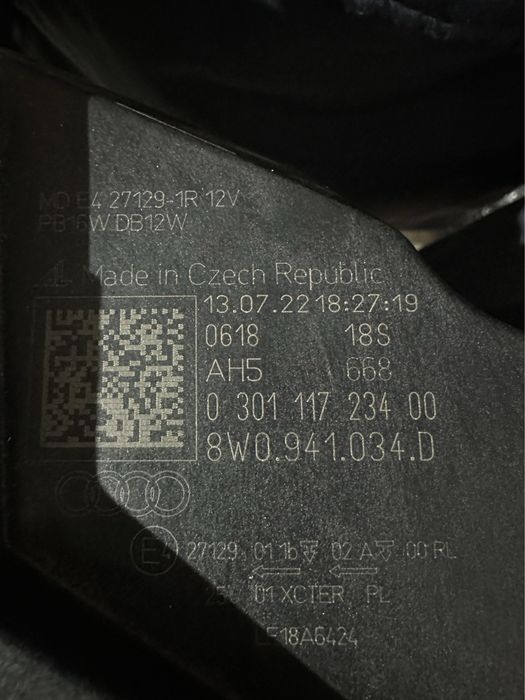 MD E4 27129-1R 12V
PB16W DB12W
AL Made in Czech Republic
13.07.22 18:27:19
0618 18S
AH5 668
0 301 117 234 00
8W0.941.034.D
E4 27129 01 1b 02 A 00 RL
01 XCTER PL
LE18A6424